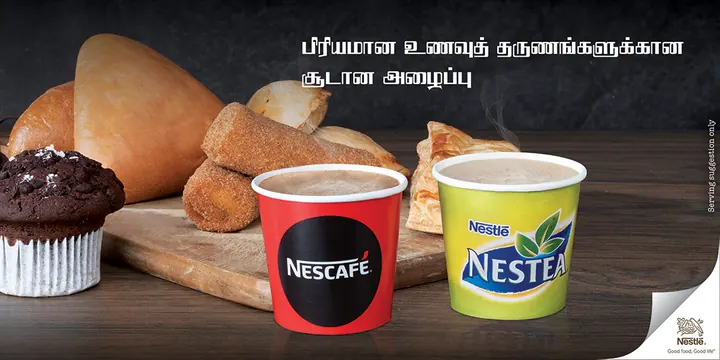 பிரியமான உணவுத் தருணங்களுக்கான
சூடான அழைப்பு
Serving suggestion only
NESCAFÉ
Nestlé
NESTEA
Nestlé
Good food, Good life